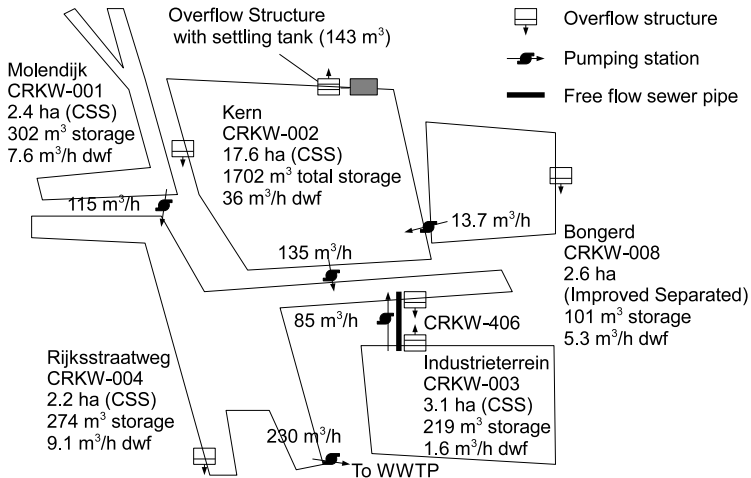 Overflow Structure
with settling tank (143 m³)
Overflow structure
Pumping station
Free flow sewer pipe
Molendijk
CRKW-001
2.4 ha (CSS)
302 m³ storage
7.6 m³/h dwf
Kern
CRKW-002
17.6 ha (CSS)
1702 m³ total storage
36 m³/h dwf
115 m³/h
13.7 m³/h
135 m³/h
Bongerd
CRKW-008
2.6 ha
(Improved Separated)
101 m³ storage
5.3 m³/h dwf
85 m³/h
CRKW-406
Rijksstraatweg
CRKW-004
2.2 ha (CSS)
274 m³ storage
9.1 m³/h dwf
Industrieterrein
CRKW-003
3.1 ha (CSS)
219 m³ storage
1.6 m³/h dwf
230 m³/h
To WWTP